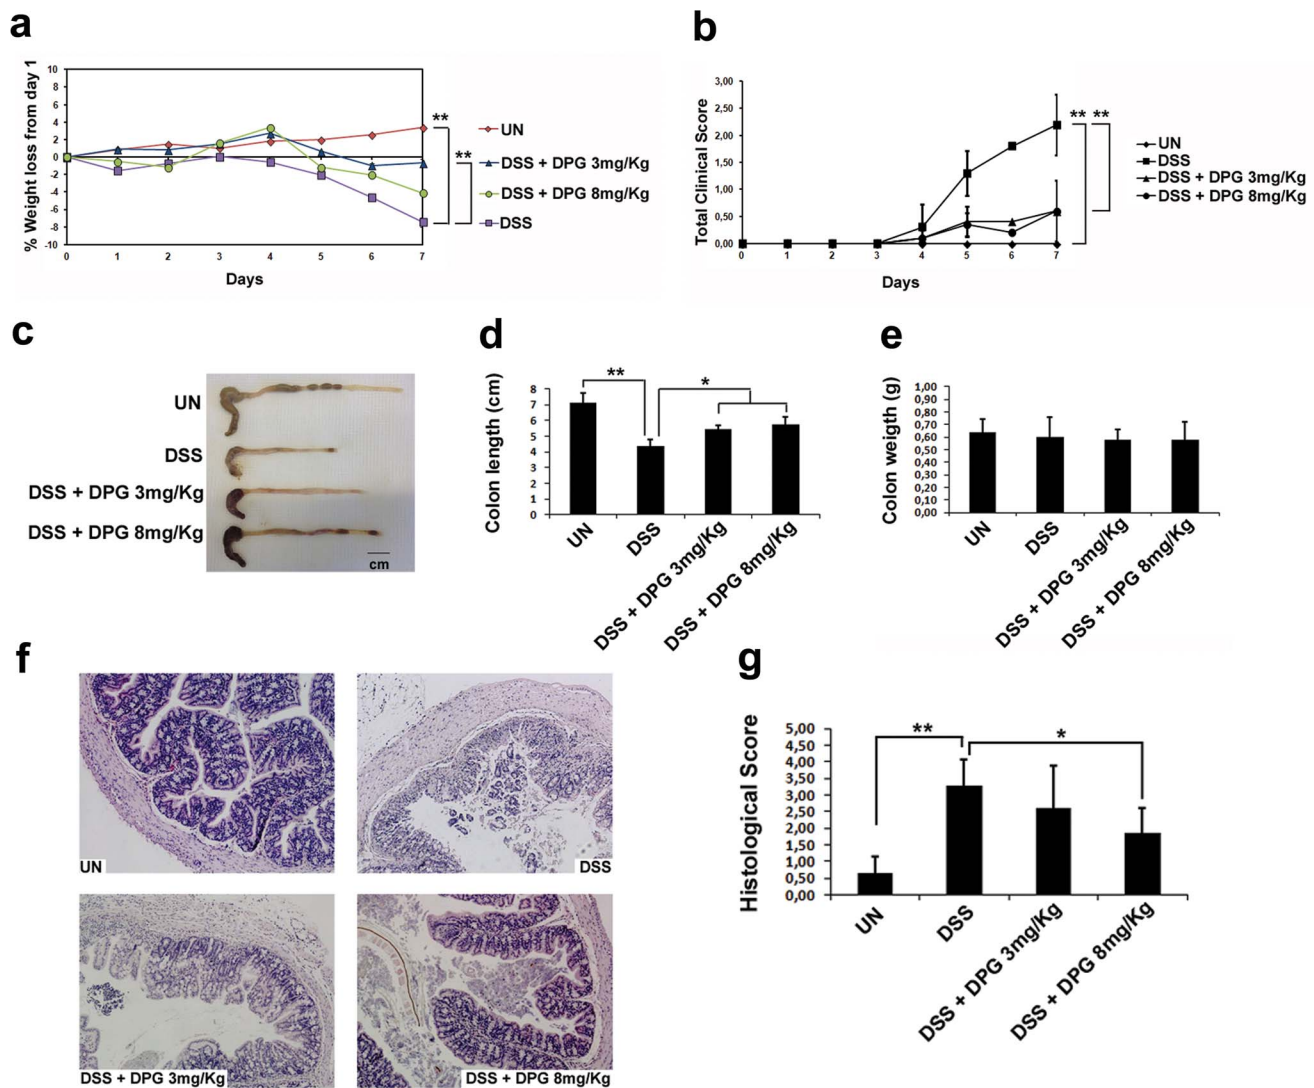 a
% Weight loss from day 1
10
8
6
4
2
0
-2
-4
-6
-8
-10
0 1 2 3 4 5 6 7
Days
**
**
UN
DSS + DPG 3mg/Kg
DSS + DPG 8mg/Kg
DSS
b
Total Clinical Score
3,00
2,50
2,00
1,50
1,00
0,50
0,00
0 1 2 3 4 5 6 7
Days
** **
UN
DSS
DSS + DPG 3mg/Kg
DSS + DPG 8mg/Kg
c
UN
DSS
DSS + DPG 3mg/Kg
DSS + DPG 8mg/Kg
cm
d
Colon length (cm)
8
7
6
5
4
3
2
1
0
**
*
UN
DSS
DSS + DPG 3mg/Kg
DSS + DPG 8mg/Kg
e
Colon weigth (g)
1,00
0,90
0,80
0,70
0,60
0,50
0,40
0,30
0,20
0,10
0,00
UN
DSS
DSS + DPG 3mg/Kg
DSS + DPG 8mg/Kg
f
UN
DSS
DSS + DPG 3mg/Kg
DSS + DPG 8mg/Kg
g
Histological Score
5,00
4,50
4,00
3,50
3,00
2,50
2,00
1,50
1,00
0,50
0,00
**
*
UN
DSS
DSS + DPG 3mg/Kg
DSS + DPG 8mg/Kg